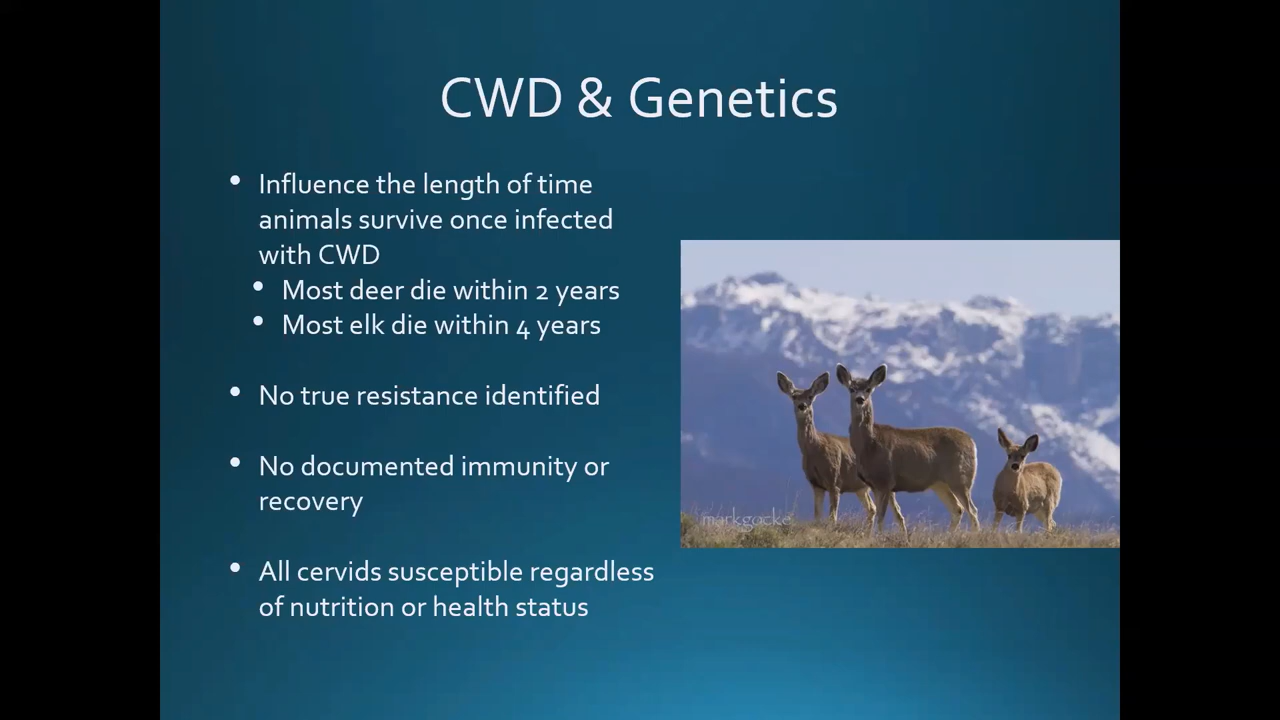 CWD & Genetics
• Influence the length of time
animals survive once infected
with CWD
• Most deer die within 2 years
• Most elk die within 4 years
• No true resistance identified
• No documented immunity or
recovery
• All cervids susceptible regardless
of nutrition or health status
markgocke